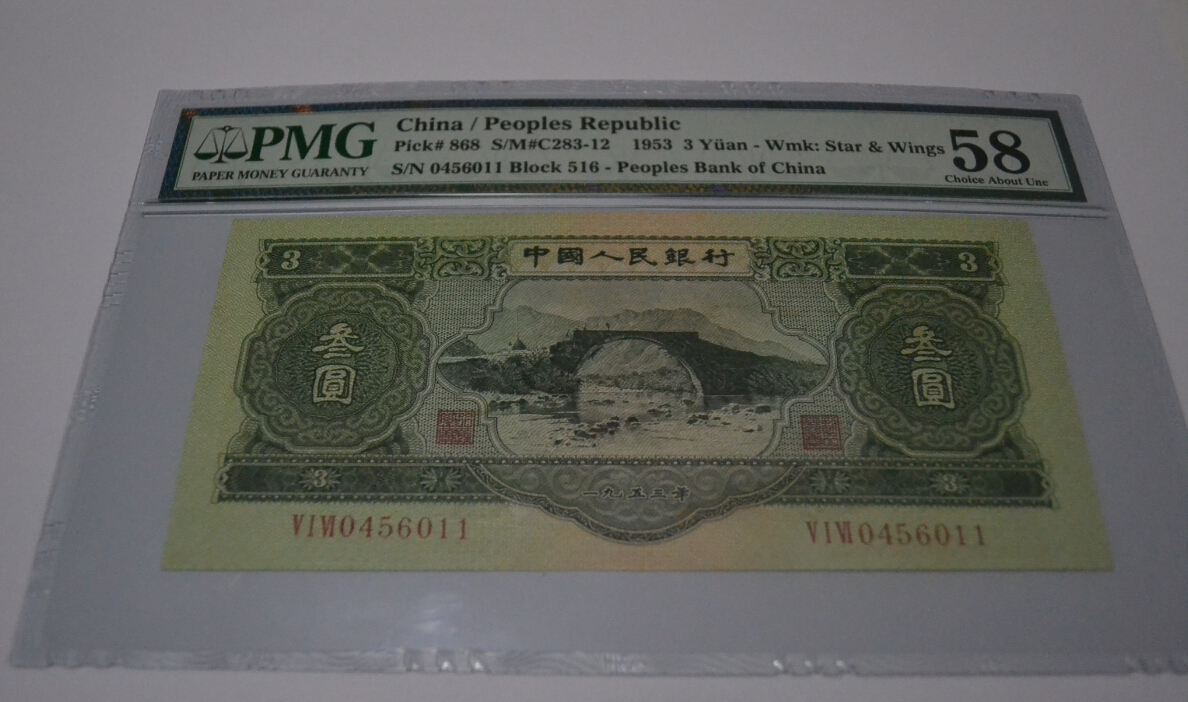 PMG
PAPER MONEY GUARANTY
China / Peoples Republic
Pick# 868 S/M#C283-12 1953 3 Yüan - Wmk: Star & Wings
S/N 0456011 Block 516 - Peoples Bank of China
58
Choice About Unc
3 中國人民銀行 3
叁圓 叁圓
3 一九五三年 3
VIVI0456011 VIVI0456011